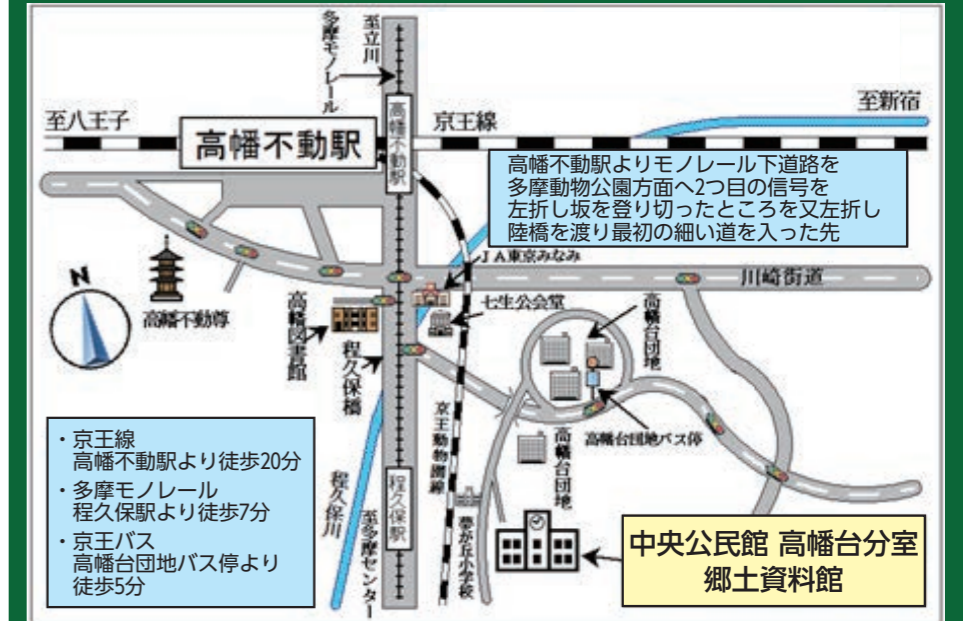 至立川
多摩モノレール
至八王子
高幡不動駅
高幡不動駅
京王線
至新宿
高幡不動駅よりモノレール下道路を
多摩動物公園方面へ2つ目の信号を
左折し坂を登り切ったところを又左折し
陸橋を渡り最初の細い道を入った先
JA東京みなみ
川崎街道
七生公会堂
N
高幡不動尊
高幡図書館
程久保橋
高幡台団地
高幡台団地バス停
高幡台団地
京王動物園線
・京王線
高幡不動駅より徒歩20分
・多摩モノレール
程久保駅より徒歩7分
・京王バス
高幡台団地バス停より
徒歩5分
程久保川
至多摩センター
程久保駅
夢が丘小学校
中央公民館 高幡台分室
郷土資料館